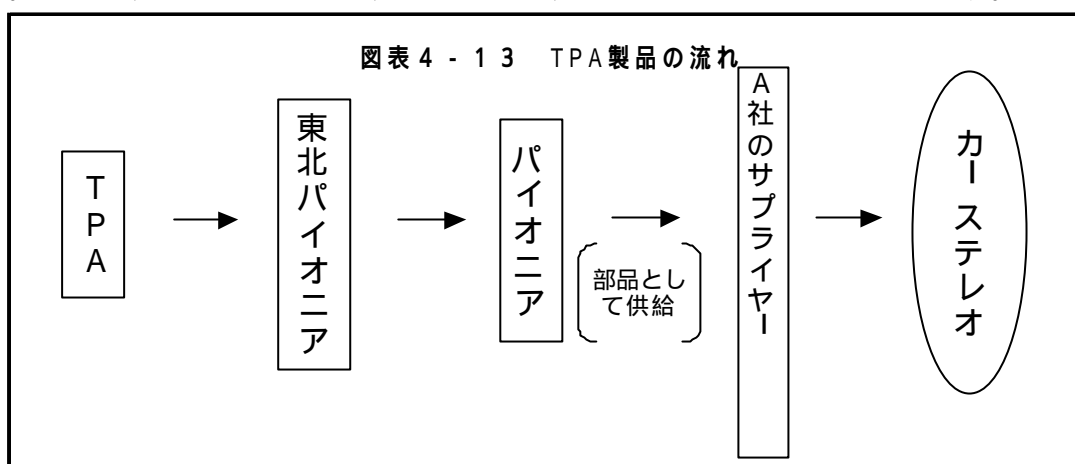 図表4-13 TPA製品の流れ
TPA
東北パイオニア
パイオニア
部品とし
て供給
A社のサプライヤー
カーステレオ